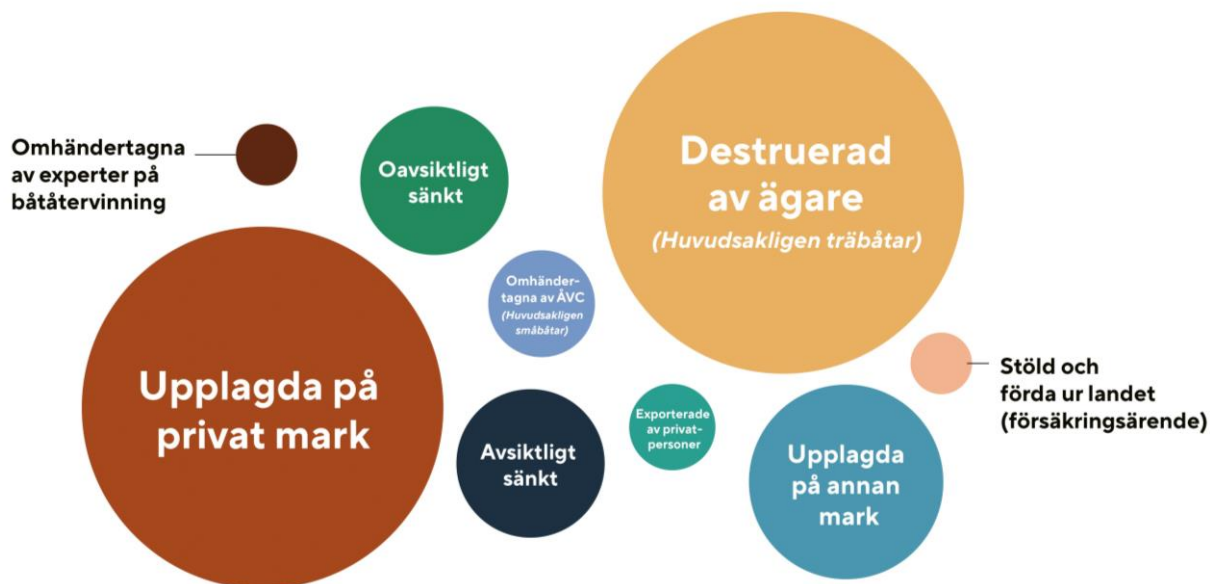 Omhändertagna
av experter på
båtåtervinning
Oavsiktligt
sänkt
Destruerad
av ägare
(Huvudsakligen träbåtar)
Omhänder-
tagna av ÅVC
(Huvudsakligen
småbåtar)
Upplagda på
privat mark
Avsiktligt
sänkt
Exporterade
av privat-
personer
Upplagda
på annan
mark
Stöld och
förda ur landet
(försäkringsärende)